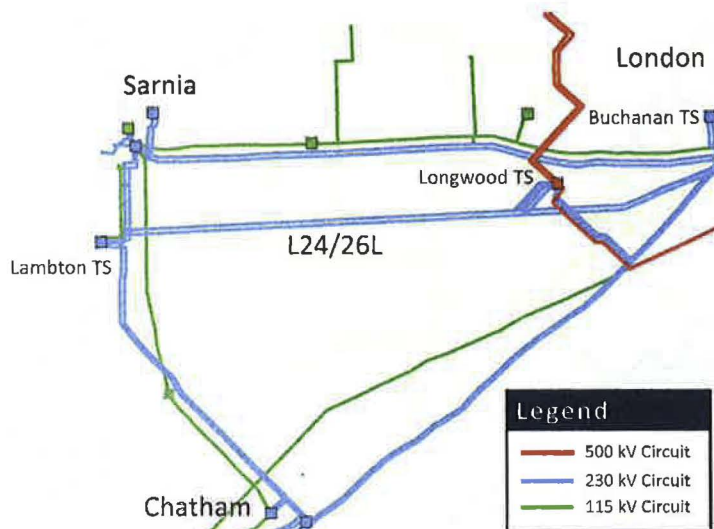 Sarnia
London
Buchanan TS
Longwood TS
L24/26L
Lambton TS
Chatham
Legend
500 kV Circuit
230 kV Circuit
115 kV Circuit